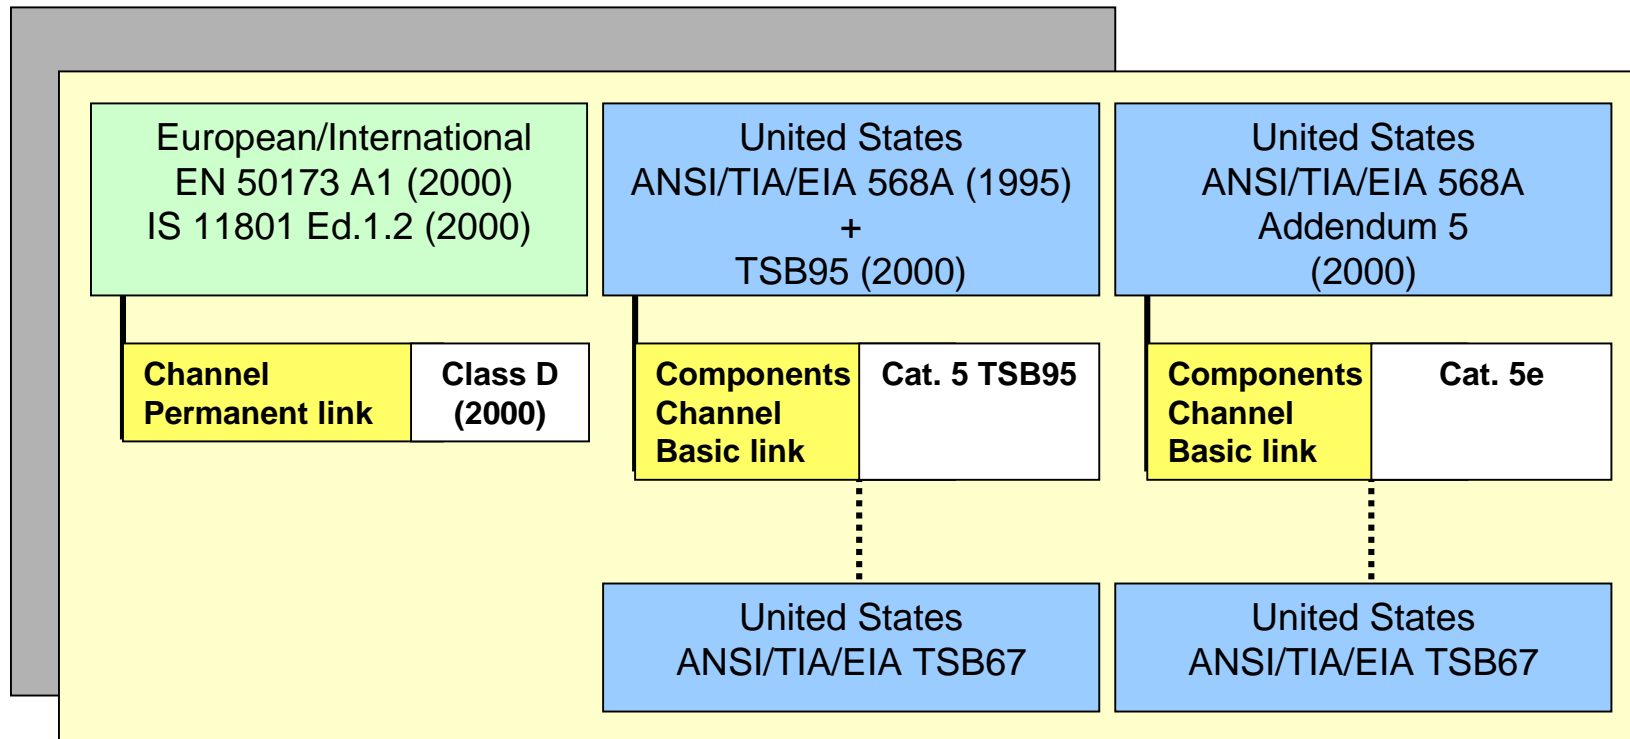 European/International
EN 50173 A1 (2000)
IS 11801 Ed.1.2 (2000)
United States
ANSI/TIA/EIA 568A (1995)
+
TSB95 (2000)
United States
ANSI/TIA/EIA 568A
Addendum 5
(2000)
Channel
Permanent link
Class D
(2000)
Components
Channel
Basic link
Cat. 5 TSB95
Components
Channel
Basic link
Cat. 5e
United States
ANSI/TIA/EIA TSB67
United States
ANSI/TIA/EIA TSB67